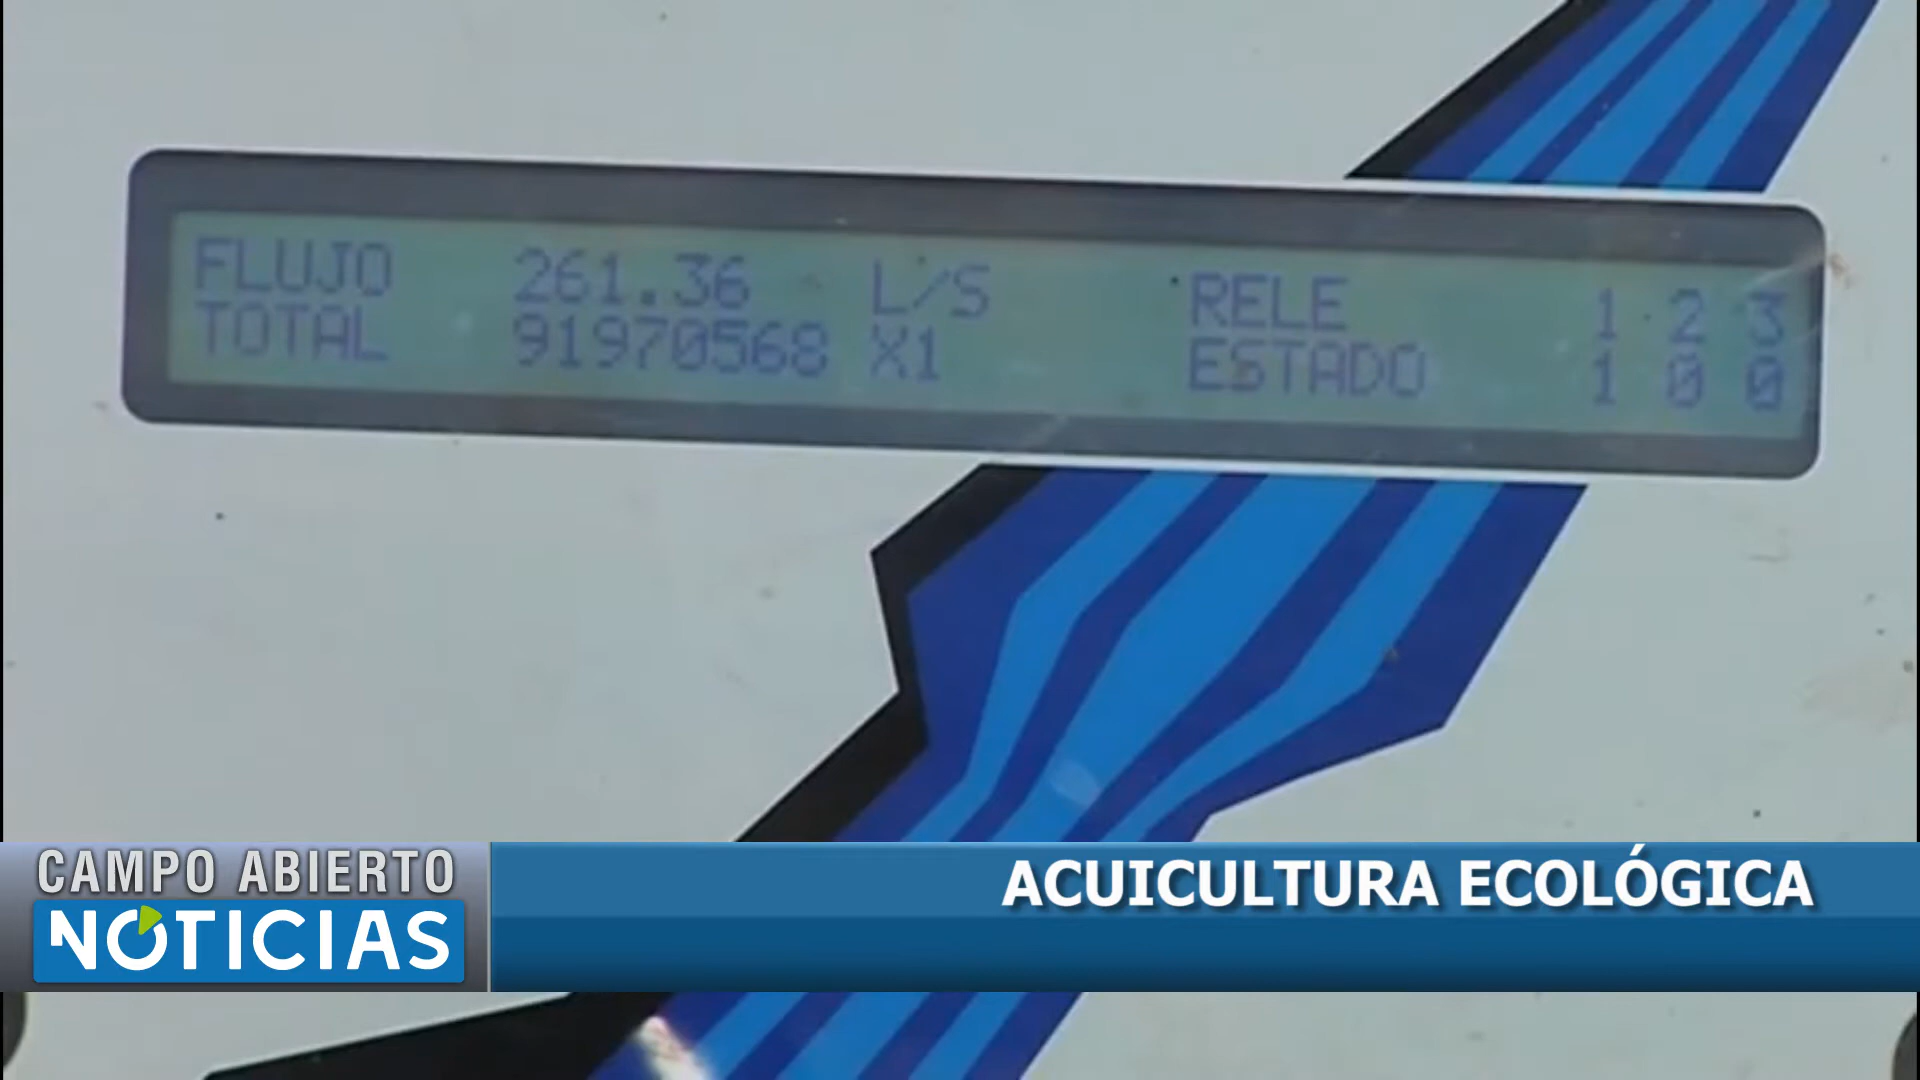 FLUJO 261.36 L/S RELE 1 2 3
TOTAL 91970568 X1 ESTADO 1 0 0
CAMPO ABIERTO
NOTICIAS
ACUICULTURA ECOLÓGICA